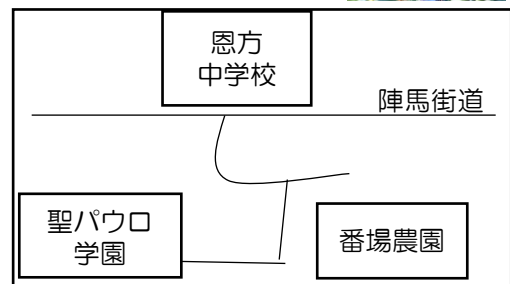 恩方
中学校
陣馬街道
聖パウロ
学園
番場農園